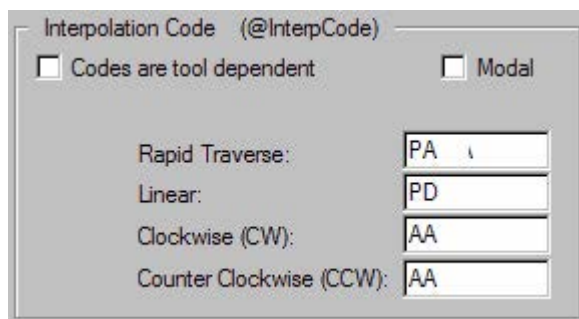 Interpolation Code (@InterpCode)
Codes are tool dependent Modal
Rapid Traverse: PA
Linear: PD
Clockwise (CW): AA
Counter Clockwise (CCW): AA